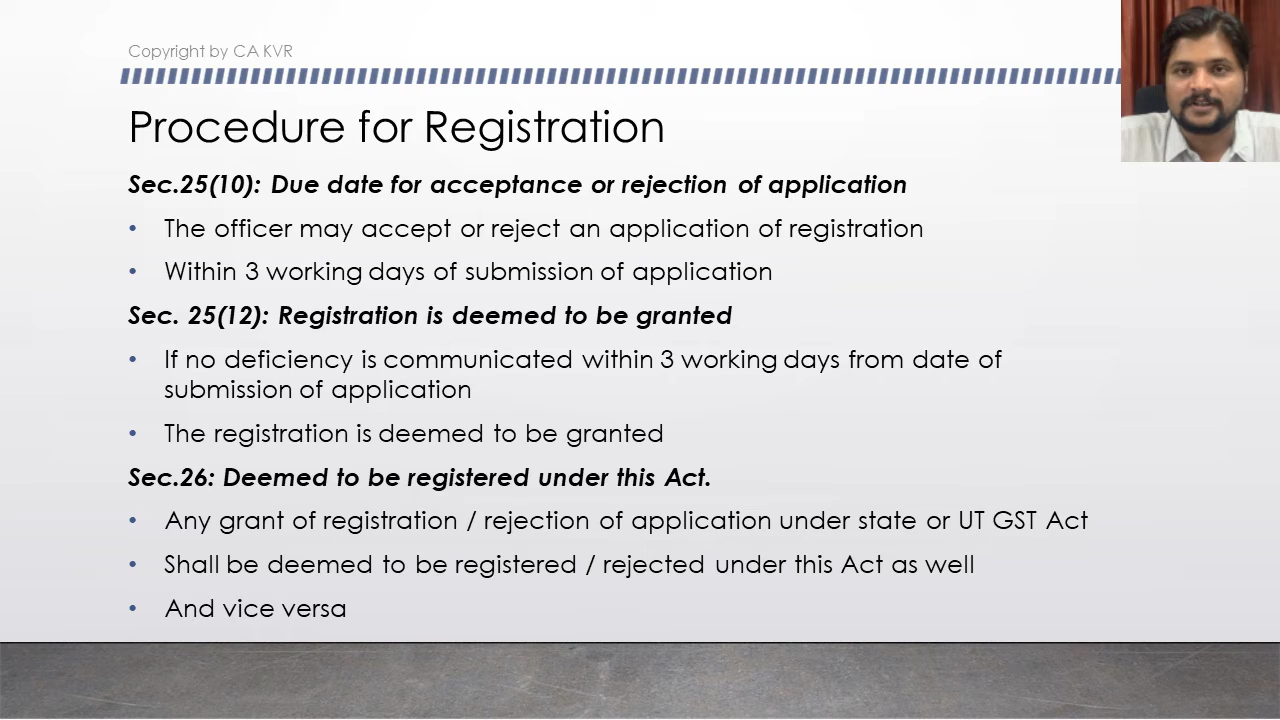 Copyright by CA KVR
Procedure for Registration
Sec.25(10): Due date for acceptance or rejection of application
• The officer may accept or reject an application of registration
• Within 3 working days of submission of application
Sec. 25(12): Registration is deemed to be granted
• If no deficiency is communicated within 3 working days from date of
submission of application
• The registration is deemed to be granted
Sec.26: Deemed to be registered under this Act.
• Any grant of registration / rejection of application under state or UT GST Act
• Shall be deemed to be registered / rejected under this Act as well
• And vice versa